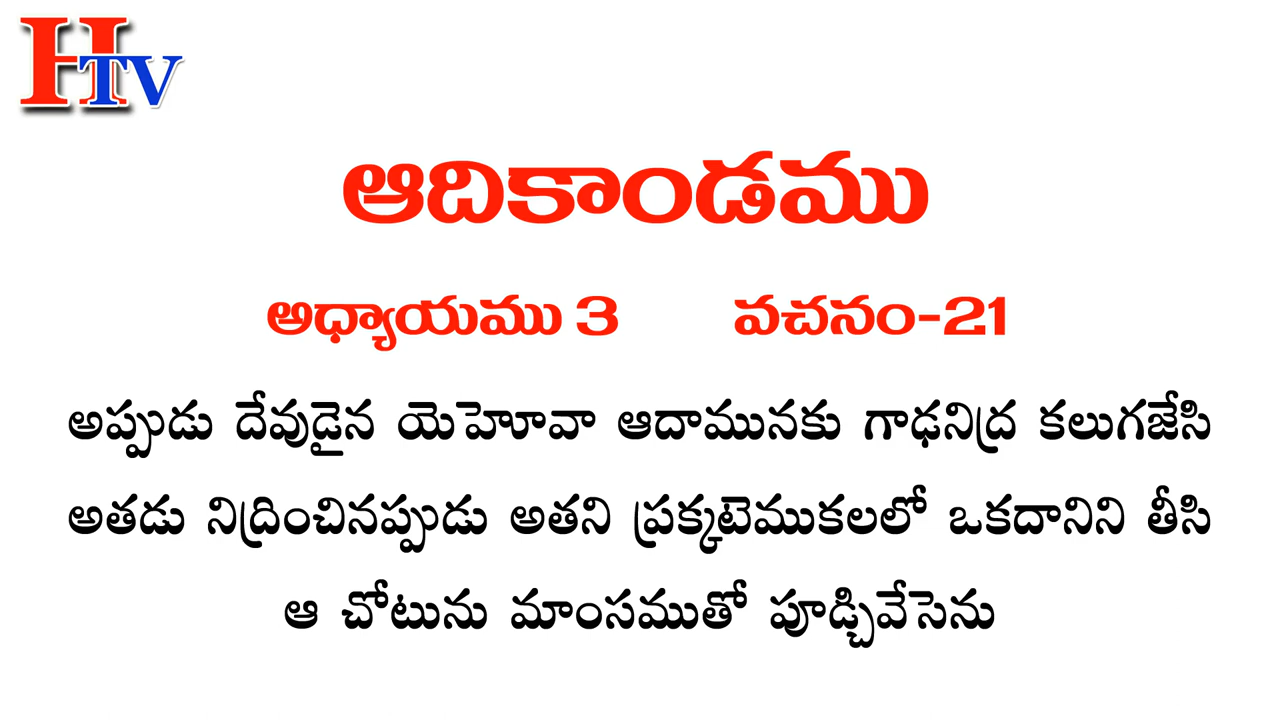 HTV
ఆదికాండము
అధ్యాయము 3 వచనం-21
అప్పుడు దేవుడైన యెహోవా ఆదామునకు గాఢనిద్ర కలుగజేసి
అతడు నిద్రించినప్పుడు అతని ప్రక్కటెముకలలో ఒకదానిని తీసి
ఆ చోటును మాంసముతో పూడ్చివేసెను